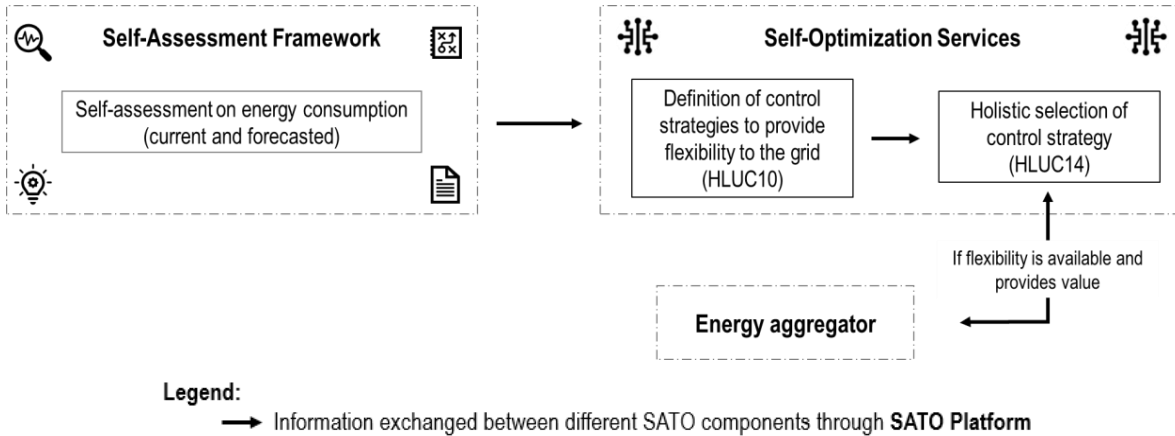 Self-Assessment Framework
Self-assessment on energy consumption
(current and forecasted)
Self-Optimization Services
Definition of control
strategies to provide
flexibility to the grid
(HLUC10)
Holistic selection of
control strategy
(HLUC14)
If flexibility is available and
provides value
Energy aggregator
Legend:
Information exchanged between different SATO components through SATO Platform